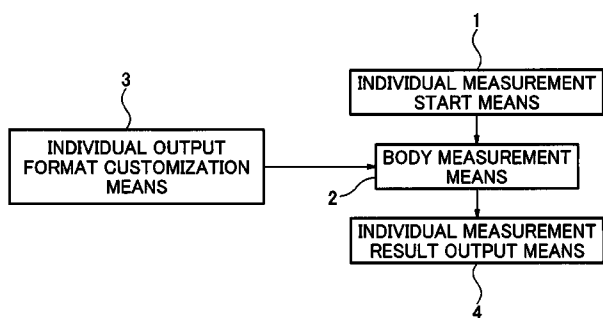 1
INDIVIDUAL MEASUREMENT
START MEANS
3
INDIVIDUAL OUTPUT
FORMAT CUSTOMIZATION
MEANS
BODY MEASUREMENT
MEANS
2
INDIVIDUAL MEASUREMENT
RESULT OUTPUT MEANS
4